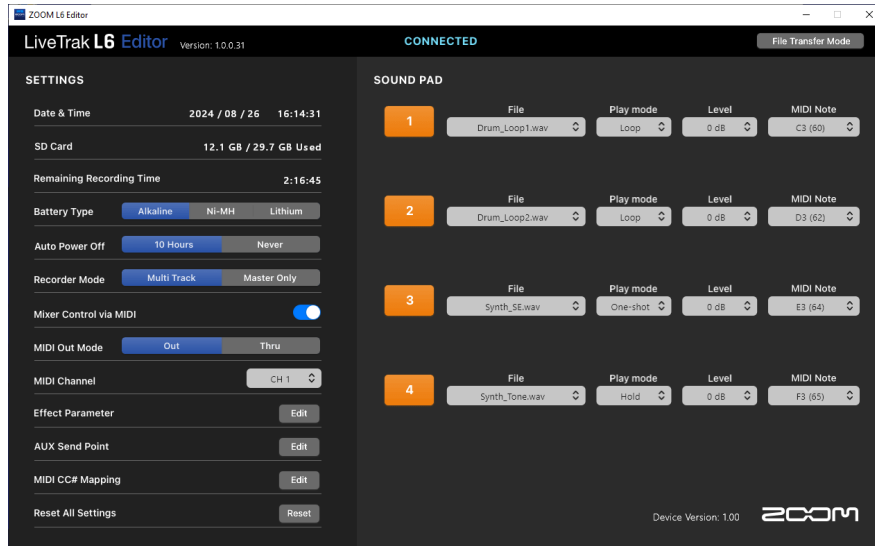 ZOOM L6 Editor
LiveTrak L6 Editor Version: 1.0.0.31
CONNECTED
File Transfer Mode
SETTINGS
Date & Time 2024 / 08 / 26 16:14:31
SD Card 12.1 GB / 29.7 GB Used
Remaining Recording Time 2:16:45
Battery Type Alkaline Ni-MH Lithium
Auto Power Off 10 Hours Never
Recorder Mode Multi Track Master Only
Mixer Control via MIDI
MIDI Out Mode Out Thru
MIDI Channel CH 1
Effect Parameter Edit
AUX Send Point Edit
MIDI CC# Mapping Edit
Reset All Settings Reset
SOUND PAD
File Play mode Level MIDI Note
1 Drum_Loop1.wav Loop 0 dB C3 (60)
File Play mode Level MIDI Note
2 Drum_Loop2.wav Loop 0 dB D3 (62)
File Play mode Level MIDI Note
3 Synth_SE.wav One-shot 0 dB E3 (64)
File Play mode Level MIDI Note
4 Synth_Tone.wav Hold 0 dB F3 (65)
Device Version: 1.00 ZOOM